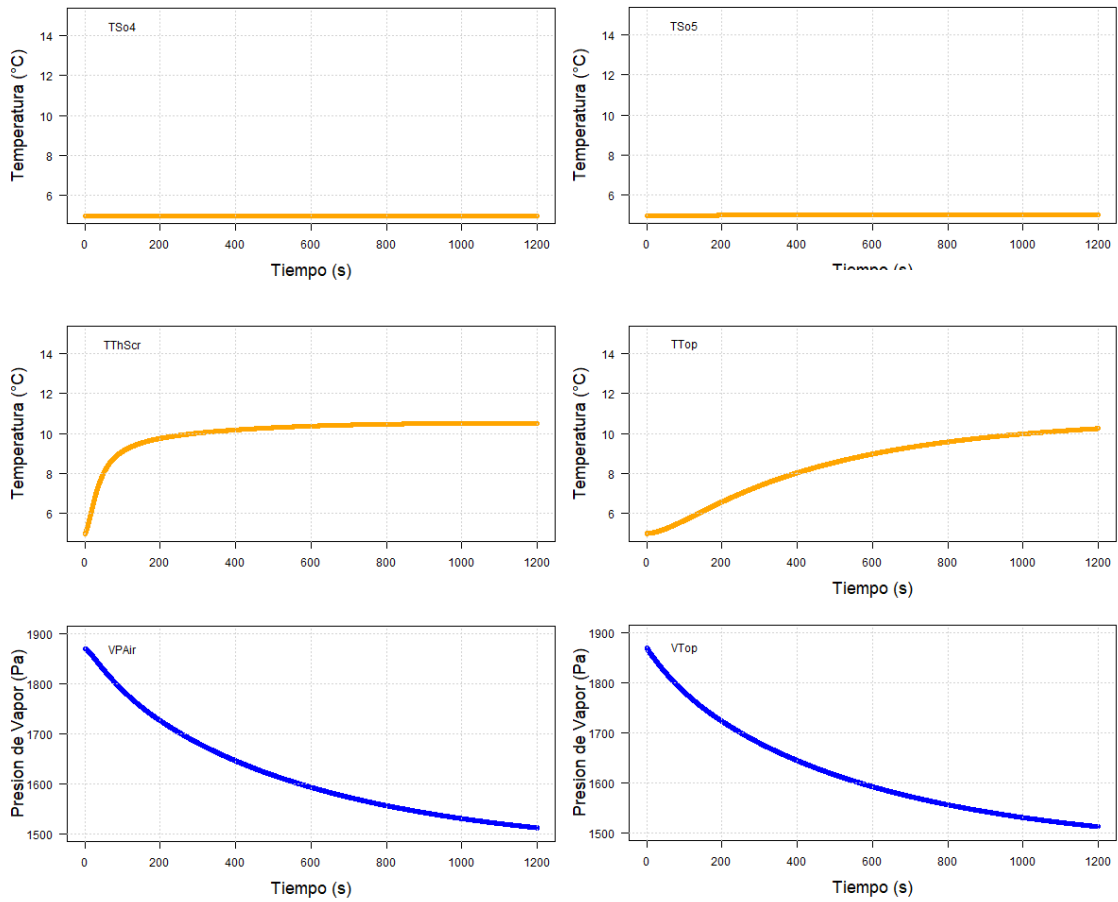 TSo4
Temperatura (°C)
14
12
10
8
6
0 200 400 600 800 1000 1200
Tiempo (s)
TSo5
Temperatura (°C)
14
12
10
8
6
0 200 400 600 800 1000 1200
Tiempo (s)
TThScr
Temperatura (°C)
14
12
10
8
6
0 200 400 600 800 1000 1200
TTop
Temperatura (°C)
14
12
10
8
6
0 200 400 600 800 1000 1200
Tiempo (s)
VPAir
Presion de Vapor (Pa)
1900
1800
1700
1600
1500
0 200 400 600 800 1000 1200
Tiempo (s)
VTop
Presion de Vapor (Pa)
1900
1800
1700
1600
1500
0 200 400 600 800 1000 1200
Tiempo (s)